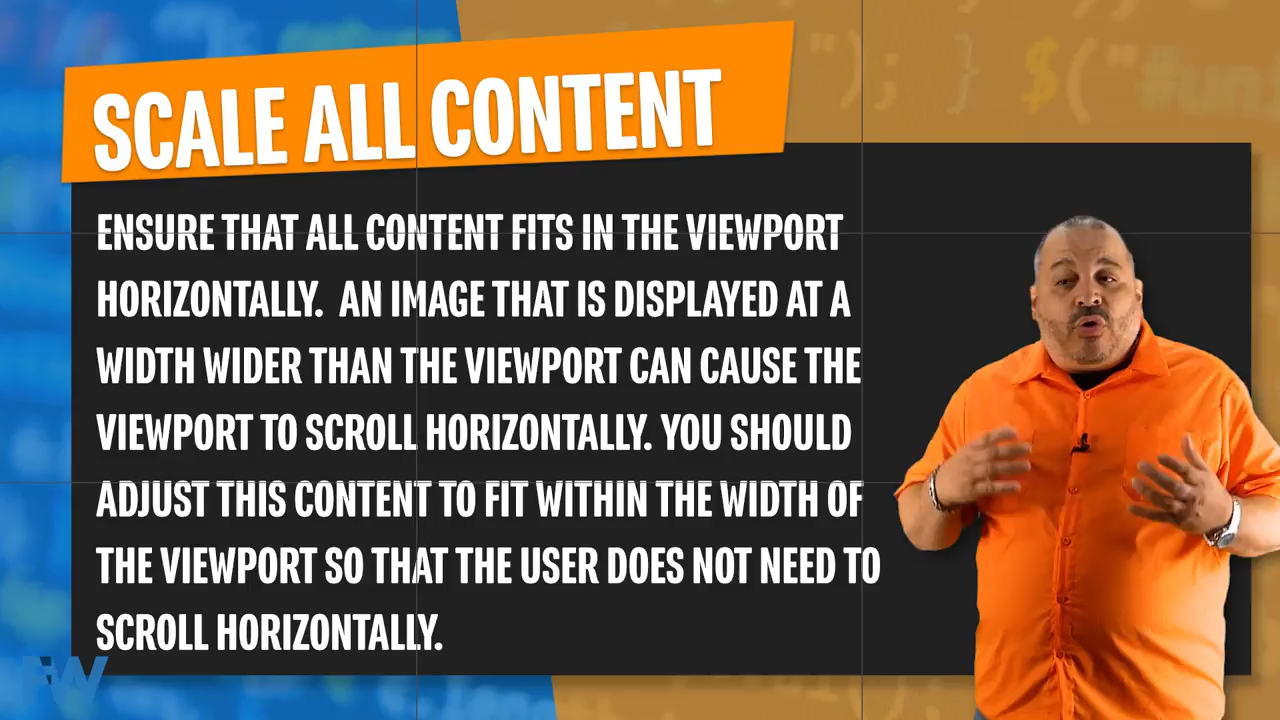 SCALE ALL CONTENT
ENSURE THAT ALL CONTENT FITS IN THE VIEWPORT
HORIZONTALLY.  AN IMAGE THAT IS DISPLAYED AT A
WIDTH WIDER THAN THE VIEWPORT CAN CAUSE THE
VIEWPORT TO SCROLL HORIZONTALLY. YOU SHOULD
ADJUST THIS CONTENT TO FIT WITHIN THE WIDTH OF
THE VIEWPORT SO THAT THE USER DOES NOT NEED TO
SCROLL HORIZONTALLY.